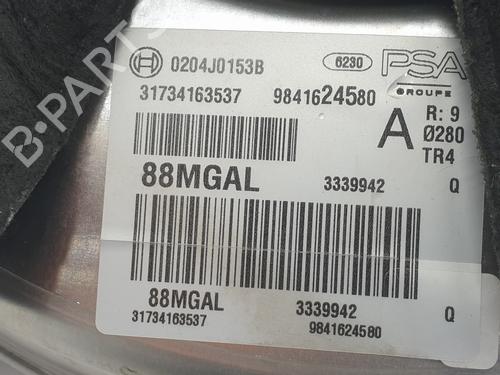 0204J0153B 6230 PSA
GROUPE
31734163537 9841624580
A R: 9
Ø280
TR4
88MGAL 3339942 Q
88MGAL 3339942 Q
31734163537 9841624580
B-PARTS